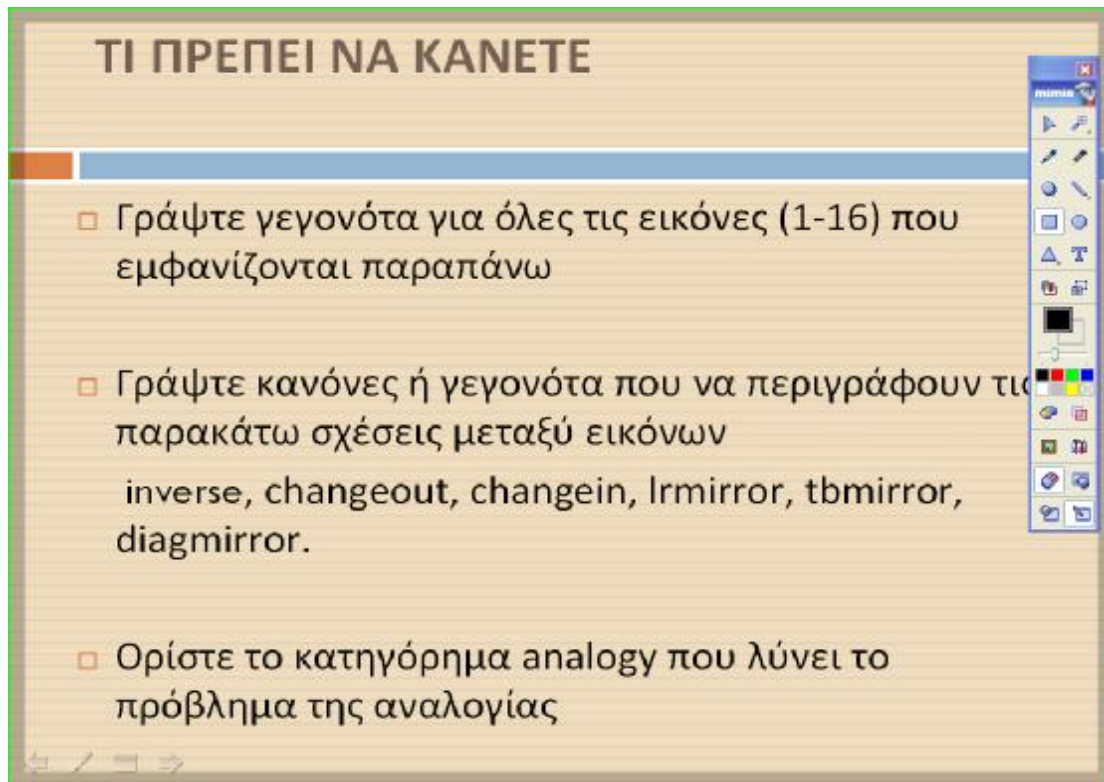 ΤΙ ΠΡΕΠΕΙ ΝΑ ΚΑΝΕΤΕ
mimio
Γράψτε γεγονότα για όλες τις εικόνες (1-16) που
εμφανίζονται παραπάνω
Γράψτε κανόνες ή γεγονότα που να περιγράφουν τις
παρακάτω σχέσεις μεταξύ εικόνων
inverse, changeout, changein, lrmirror, tbmirror,
diagmirror.
Ορίστε το κατηγόρημα analogy που λύνει το
πρόβλημα της αναλογίας